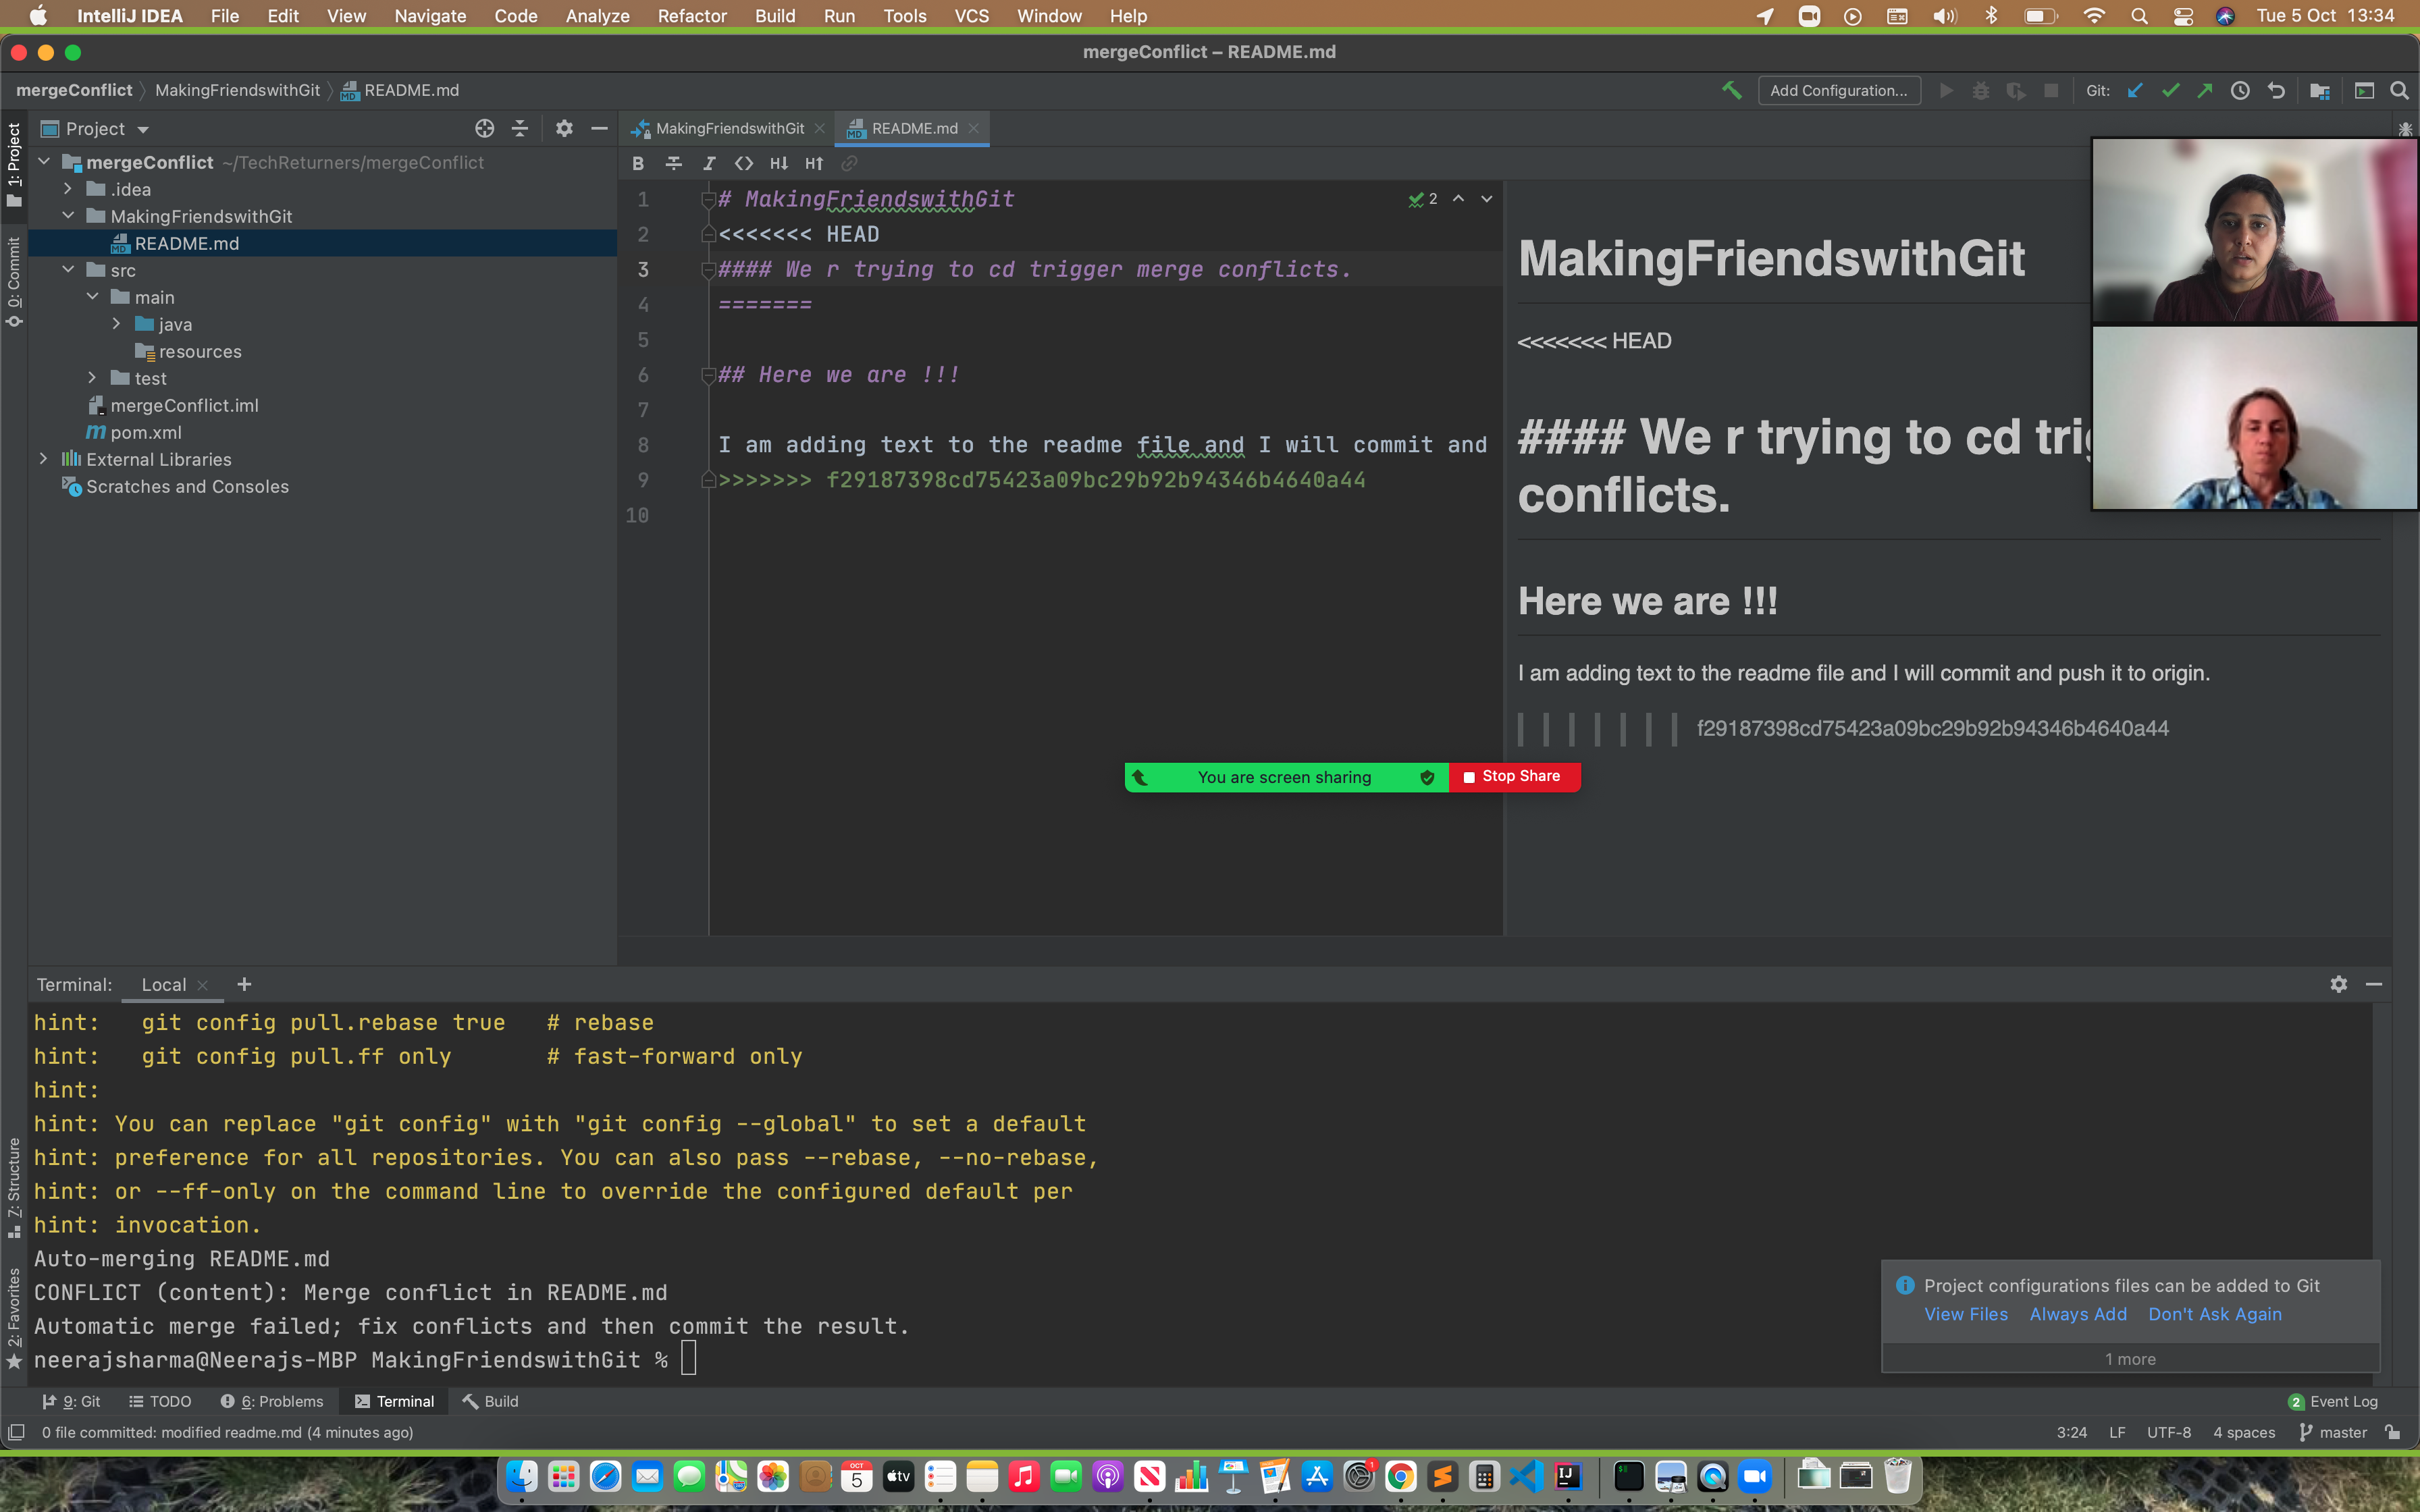 IntelliJ IDEA File Edit View Navigate Code Analyze Refactor Build Run Tools VCS Window Help Tue 5 Oct 13:34
mergeConflict – README.md
mergeConflict MakingFriendswithGit README.md Add Configuration... Git:
1: Project
Project
MakingFriendswithGit README.md
mergeConflict ~/TechReturners/mergeConflict
.idea
MakingFriendswithGit
README.md
src
main
java
resources
test
mergeConflict.iml
pom.xml
External Libraries
Scratches and Consoles
0: Commit
2
1 # MakingFriendswithGit
2 <<<<<<< HEAD
3 #### We r trying to cd trigger merge conflicts.
4 =======
5
6 ## Here we are !!!
7
8 I am adding text to the readme file and I will commit and
9 >>>>>>> f29187398cd75423a09bc29b92b94346b4640a44
10
MakingFriendswithGit
<<<<<<< HEAD
#### We r trying to cd tri
conflicts.
Here we are !!!
I am adding text to the readme file and I will commit and push it to origin.
f29187398cd75423a09bc29b92b94346b4640a44
You are screen sharing Stop Share
Terminal: Local
hint:   git config pull.rebase true   # rebase
hint:   git config pull.ff only       # fast-forward only
hint:
hint: You can replace "git config" with "git config --global" to set a default
hint: preference for all repositories. You can also pass --rebase, --no-rebase,
hint: or --ff-only on the command line to override the configured default per
hint: invocation.
Auto-merging README.md
CONFLICT (content): Merge conflict in README.md
Automatic merge failed; fix conflicts and then commit the result.
neerajsharma@Neerajs-MBP MakingFriendswithGit %
7: Structure
2: Favorites
Project configurations files can be added to Git
View Files Always Add Don't Ask Again
1 more
9: Git TODO 6: Problems Terminal Build 2 Event Log
0 file committed: modified readme.md (4 minutes ago) 3:24 LF UTF-8 4 spaces master
OCT
5
tv
1
IJ